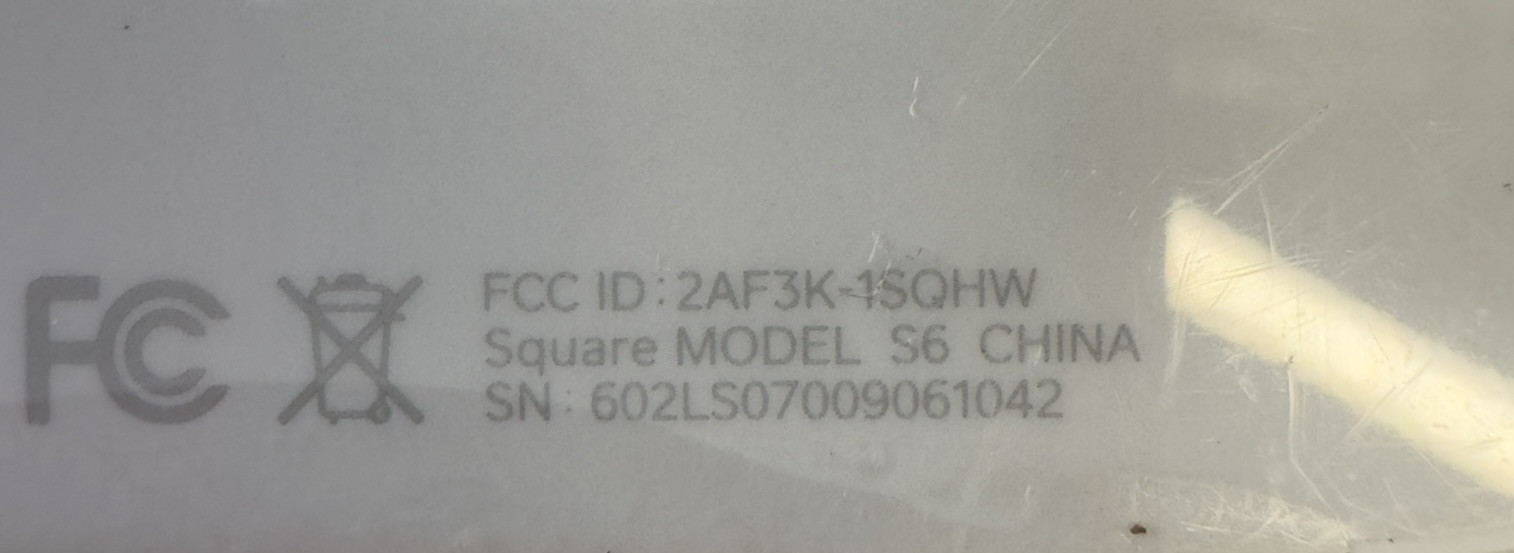 FC
FCC ID: 2AF3K-1SQHW
Square MODEL S6 CHINA
SN: 602LS07009061042